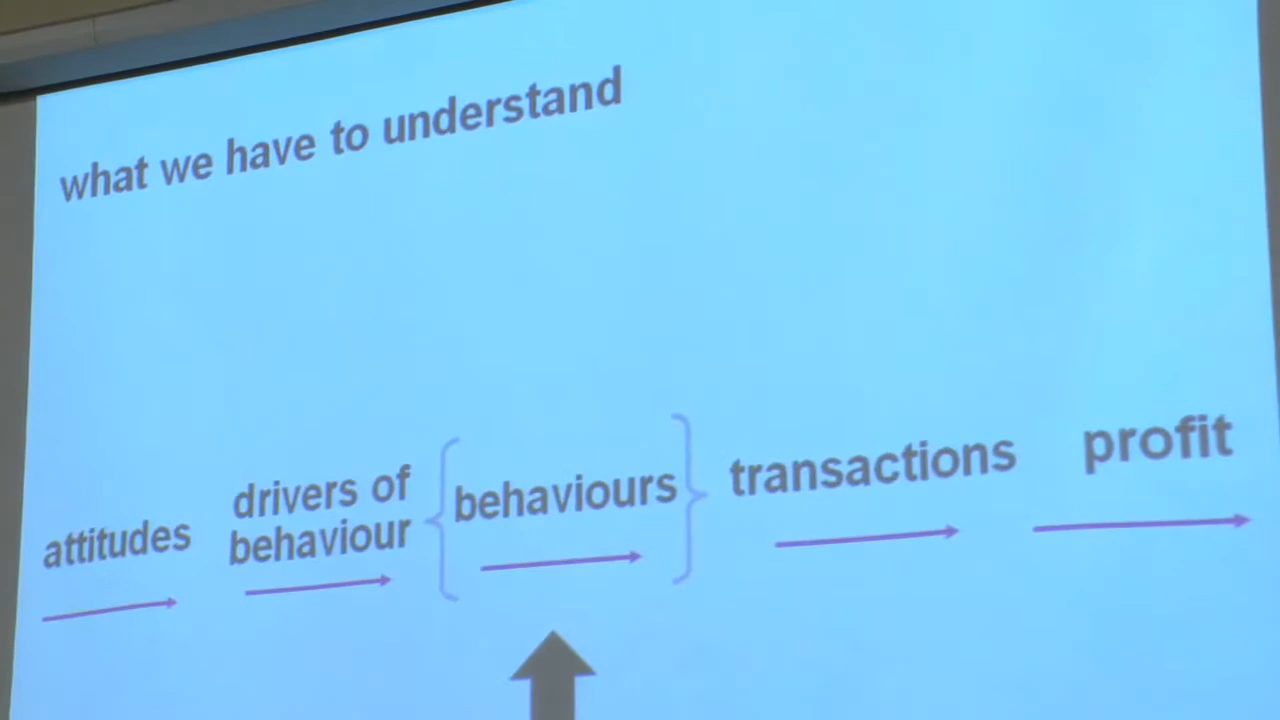 what we have to understand
attitudes
drivers of
behaviour
behaviours
transactions
profit